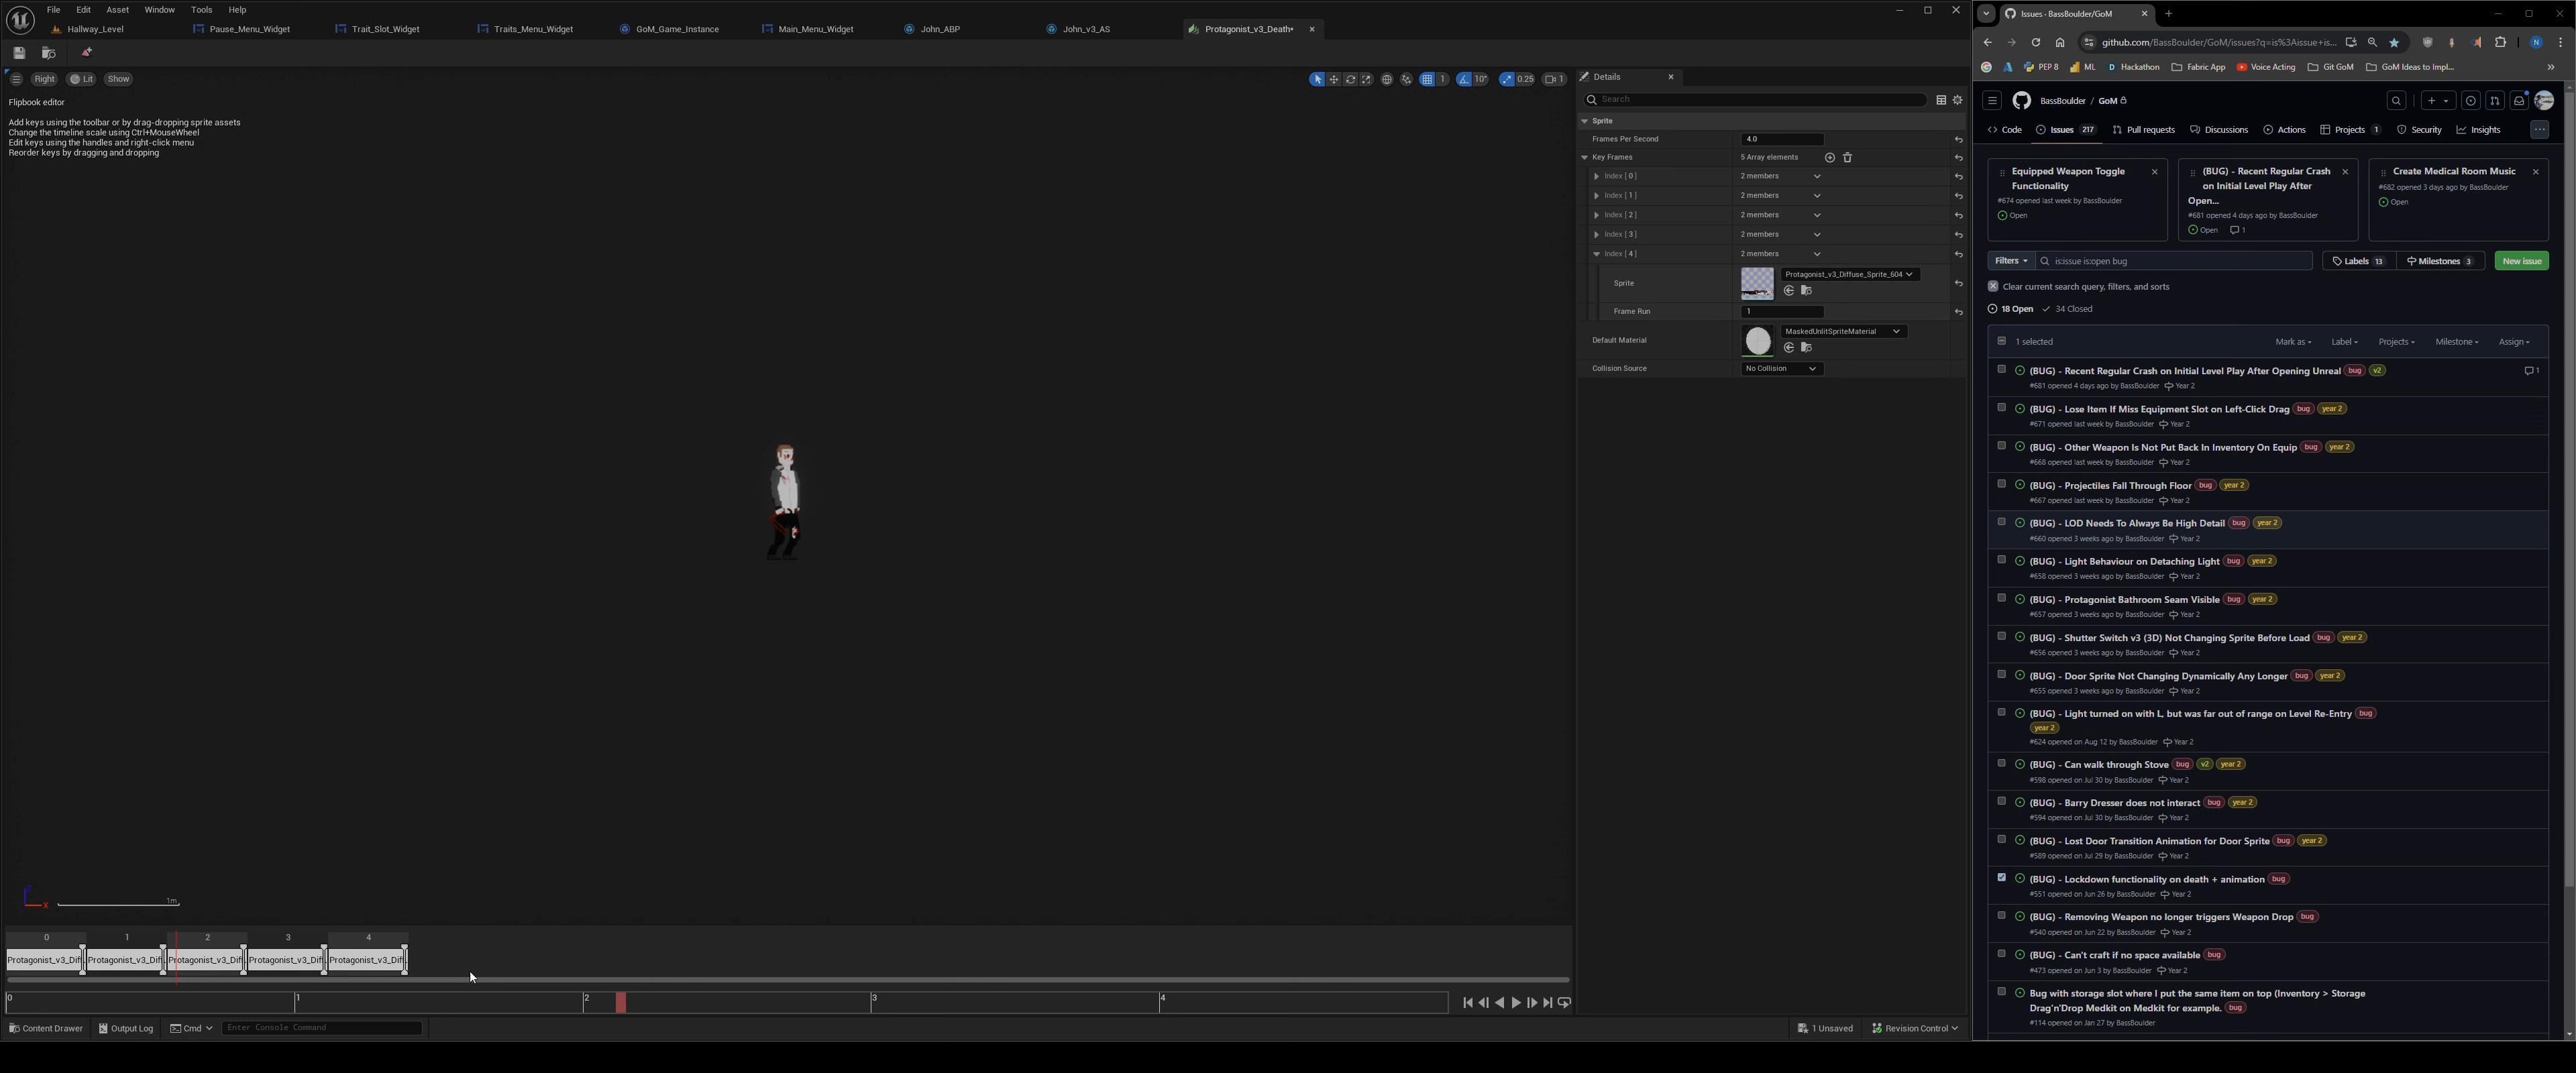 File Edit Asset Window Tools Help
Hallway_Level Pause_Menu_Widget Trait_Slot_Widget Traits_Menu_Widget GoM_Game_Instance Main_Menu_Widget John_ABP John_v3_AS Protagonist_v3_Death•
Right Lit Show
1 10° 0.25 1
Flipbook editor
Add keys using the toolbar or by drag-dropping sprite assets
Change the timeline scale using Ctrl+MouseWheel
Edit keys using the handles and right-click menu
Reorder keys by dragging and dropping
Z
X
1m
0 1 2 3 4
Protagonist_v3_Diff Protagonist_v3_Diff Protagonist_v3_Diff Protagonist_v3_Diff Protagonist_v3_Diff
0 1 2 3 4
Content Drawer Output Log Cmd Enter Console Command 1 Unsaved Revision Control
Details
Search
Sprite
Frames Per Second 4.0
Key Frames 5 Array elements
Index [ 0 ] 2 members
Index [ 1 ] 2 members
Index [ 2 ] 2 members
Index [ 3 ] 2 members
Index [ 4 ] 2 members
Sprite Protagonist_v3_Diffuse_Sprite_604
Frame Run 1
Default Material MaskedUnlitSpriteMaterial
Collision Source No Collision
Issues · BassBoulder/GoM
github.com/BassBoulder/GoM/issues?q=is%3Aissue+is... N
PEP 8 ML Hackathon Fabric App Voice Acting Git GoM GoM Ideas to Impl...
BassBoulder / GoM
Code Issues 217 Pull requests Discussions Actions Projects 1 Security Insights
Equipped Weapon Toggle
Functionality
#674 opened last week by BassBoulder
Open
(BUG) - Recent Regular Crash
on Initial Level Play After
Open...
#681 opened 4 days ago by BassBoulder
Open 1
Create Medical Room Music
#682 opened 3 days ago by BassBoulder
Open
Filters is:issue is:open bug Labels 13 Milestones 3 New issue
Clear current search query, filters, and sorts
18 Open 34 Closed
1 selected Mark as Label Projects Milestone Assign
(BUG) - Recent Regular Crash on Initial Level Play After Opening Unreal bug v2 1
#681 opened 4 days ago by BassBoulder Year 2
(BUG) - Lose Item If Miss Equipment Slot on Left-Click Drag bug year 2
#671 opened last week by BassBoulder Year 2
(BUG) - Other Weapon Is Not Put Back In Inventory On Equip bug year 2
#668 opened last week by BassBoulder Year 2
(BUG) - Projectiles Fall Through Floor bug year 2
#667 opened last week by BassBoulder Year 2
(BUG) - LOD Needs To Always Be High Detail bug year 2
#660 opened 3 weeks ago by BassBoulder Year 2
(BUG) - Light Behaviour on Detaching Light bug year 2
#658 opened 3 weeks ago by BassBoulder Year 2
(BUG) - Protagonist Bathroom Seam Visible bug year 2
#657 opened 3 weeks ago by BassBoulder Year 2
(BUG) - Shutter Switch v3 (3D) Not Changing Sprite Before Load bug year 2
#656 opened 3 weeks ago by BassBoulder Year 2
(BUG) - Door Sprite Not Changing Dynamically Any Longer bug year 2
#655 opened 3 weeks ago by BassBoulder Year 2
(BUG) - Light turned on with L, but was far out of range on Level Re-Entry bug
year 2
#624 opened on Aug 12 by BassBoulder Year 2
(BUG) - Can walk through Stove bug v2 year 2
#598 opened on Jul 30 by BassBoulder Year 2
(BUG) - Barry Dresser does not interact bug year 2
#594 opened on Jul 30 by BassBoulder Year 2
(BUG) - Lost Door Transition Animation for Door Sprite bug year 2
#589 opened on Jul 29 by BassBoulder Year 2
(BUG) - Lockdown functionality on death + animation bug
#551 opened on Jun 26 by BassBoulder Year 2
(BUG) - Removing Weapon no longer triggers Weapon Drop bug
#540 opened on Jun 22 by BassBoulder Year 2
(BUG) - Can't craft if no space available bug
#473 opened on Jun 3 by BassBoulder Year 2
Bug with storage slot where I put the same item on top (Inventory > Storage
Drag'n'Drop Medkit on Medkit for example. bug
#114 opened on Jan 27 by BassBoulder